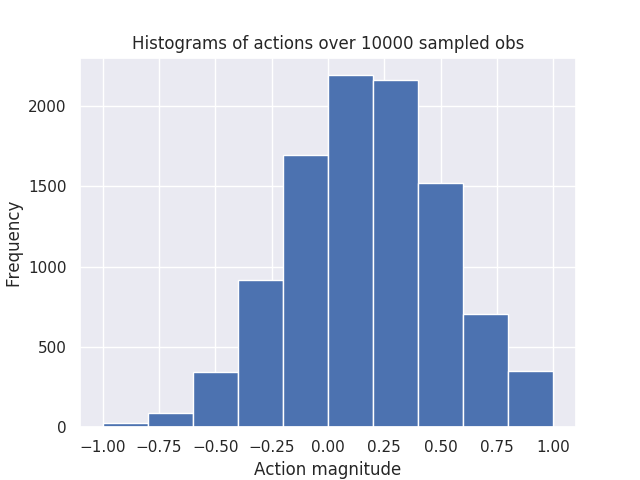 Histograms of actions over 10000 sampled obs
Frequency
2000
1500
1000
500
0
−1.00 −0.75 −0.50 −0.25 0.00 0.25 0.50 0.75 1.00
Action magnitude